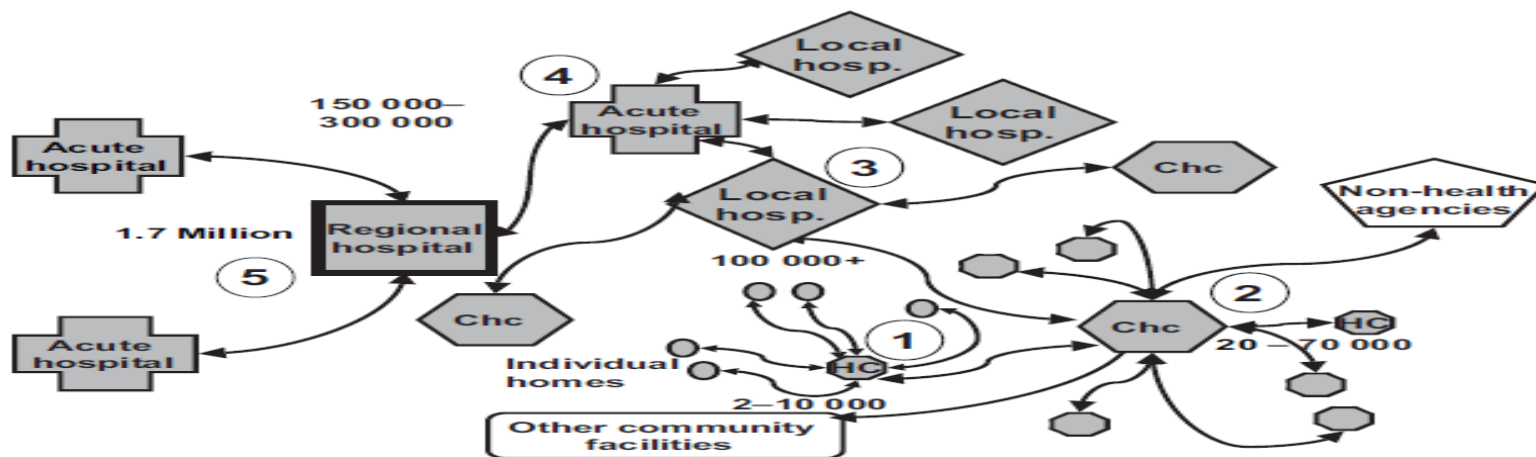 Local
hosp.
4
150 000–
300 000
Acute
hospital
Local
hosp.
Acute
hospital
3
Chc
Non-health
agencies
Local
hosp.
Regional
hospital
1.7 Million
5
100 000+
2
Chc
Chc
HC
20 – 70 000
1
HC
Individual
homes
Acute
hospital
2–10 000
Other community
facilities